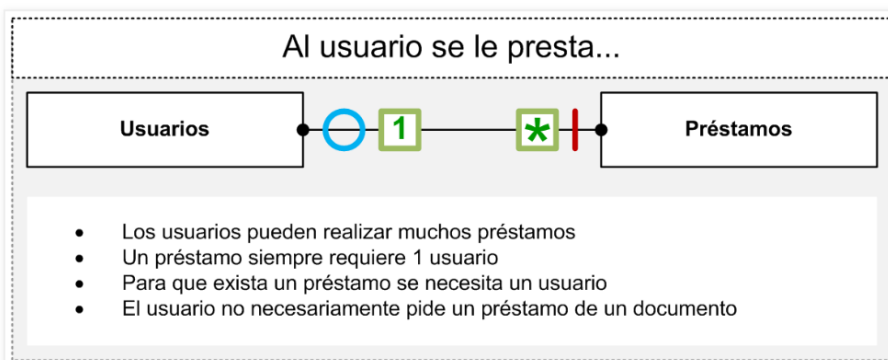 Al usuario se le presta...
Usuarios
1
*
Préstamos
• Los usuarios pueden realizar muchos préstamos
• Un préstamo siempre requiere 1 usuario
• Para que exista un préstamo se necesita un usuario
• El usuario no necesariamente pide un préstamo de un documento